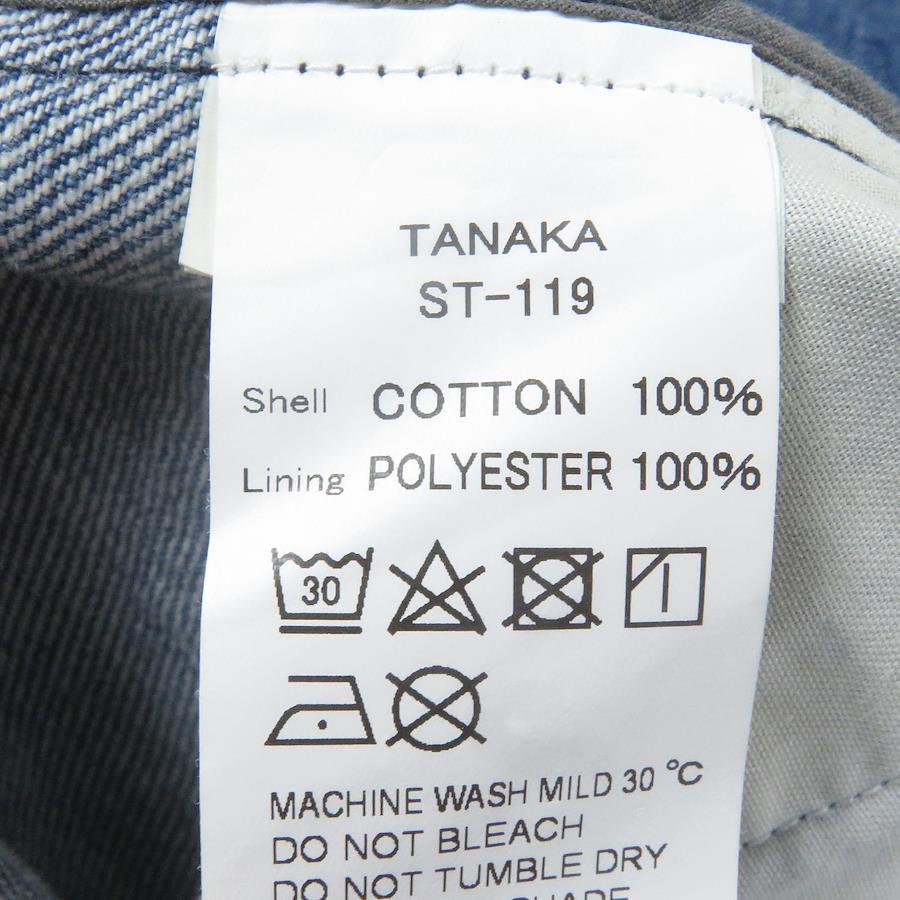 TANAKA
ST-119
Shell COTTON 100%
Lining POLYESTER 100%
30
MACHINE WASH MILD 30 ℃
DO NOT BLEACH
DO NOT TUMBLE DRY
SHADE